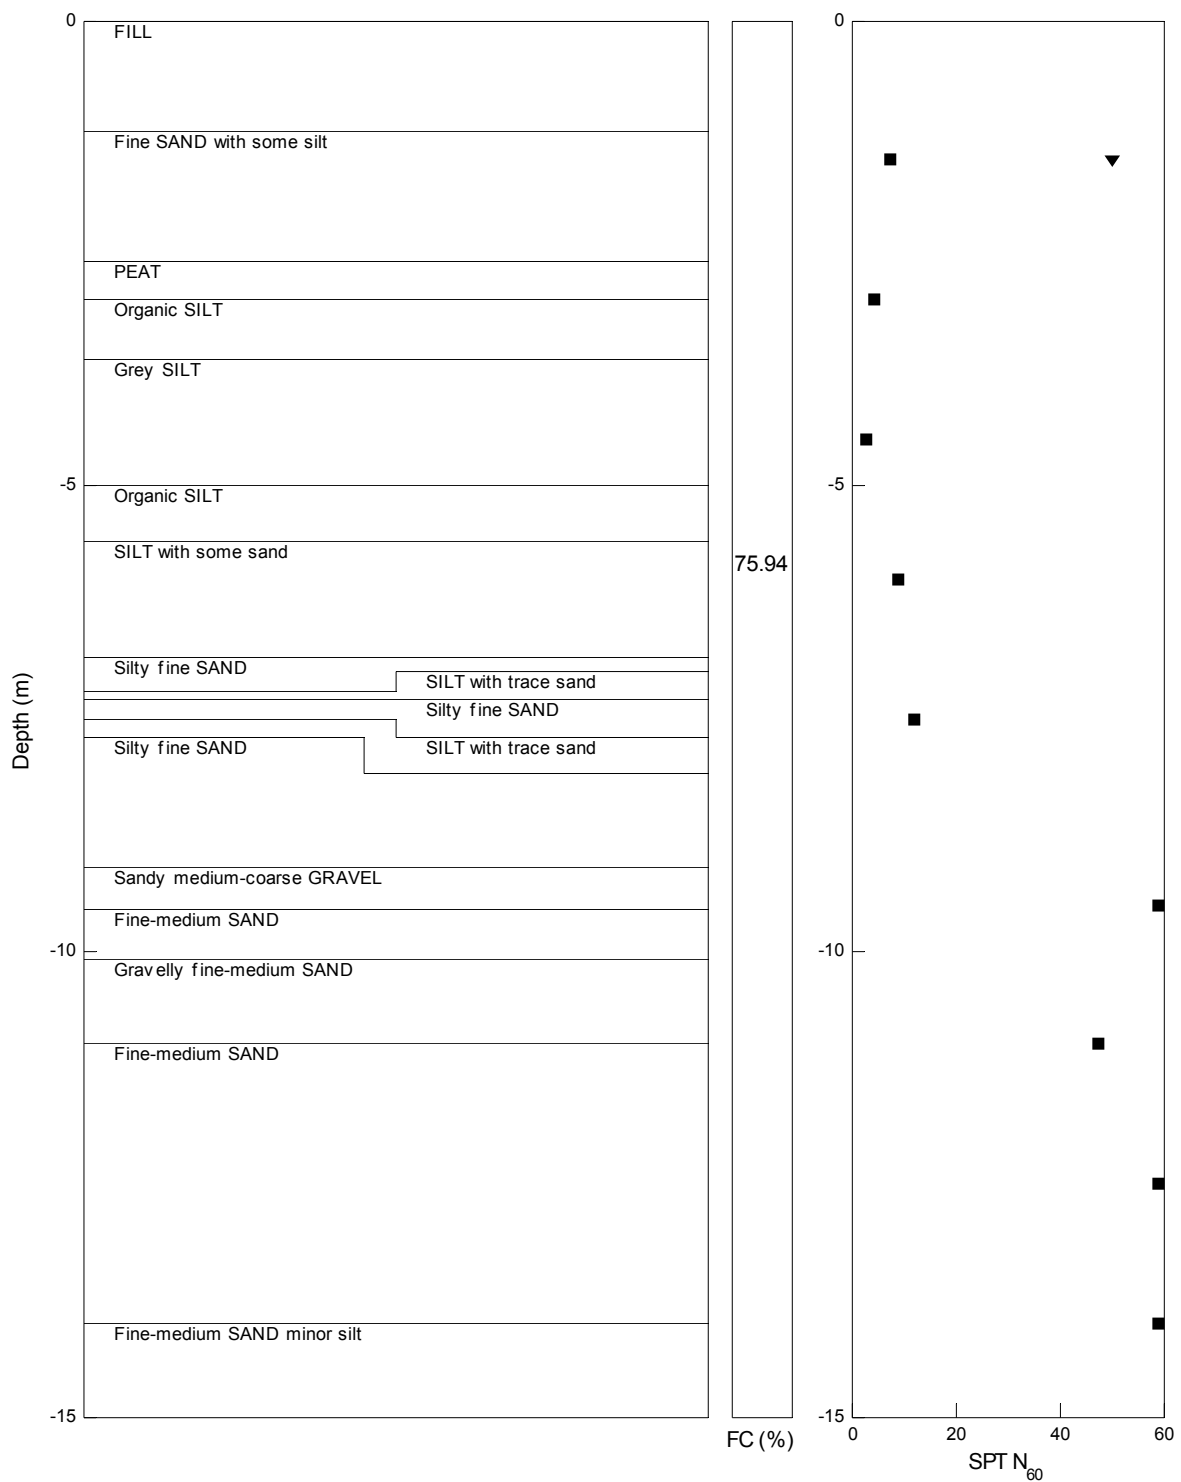 0
FILL
Fine SAND with some silt
PEAT
Organic SILT
Grey SILT
-5
Organic SILT
SILT with some sand
Silty fine SAND
SILT with trace sand
Silty fine SAND
Silty fine SAND
SILT with trace sand
Sandy medium-coarse GRAVEL
Fine-medium SAND
-10
Gravelly fine-medium SAND
Fine-medium SAND
Fine-medium SAND minor silt
-15
Depth (m)
75.94
FC (%)
0
-5
-10
-15
0 20 40 60
SPT N60